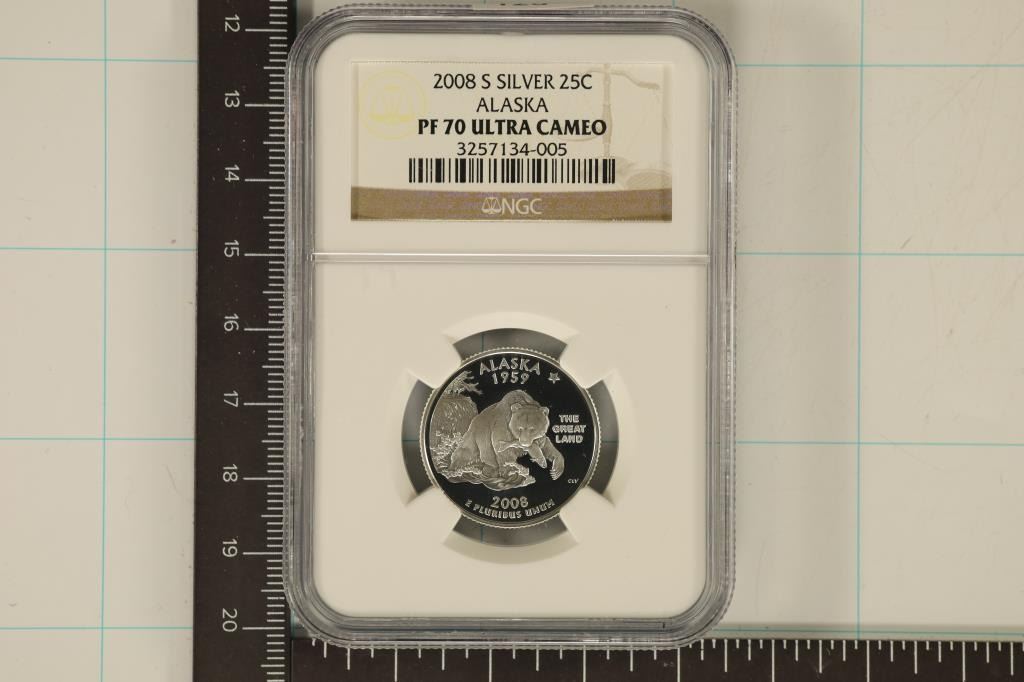 2008 S SILVER 25C
ALASKA
PF 70 ULTRA CAMEO
3257134-005
NGC
ALASKA
1959
THE
GREAT
LAND
CLV
2008
E PLURIBUS UNUM
12
13
14
15
16
17
18
19
20